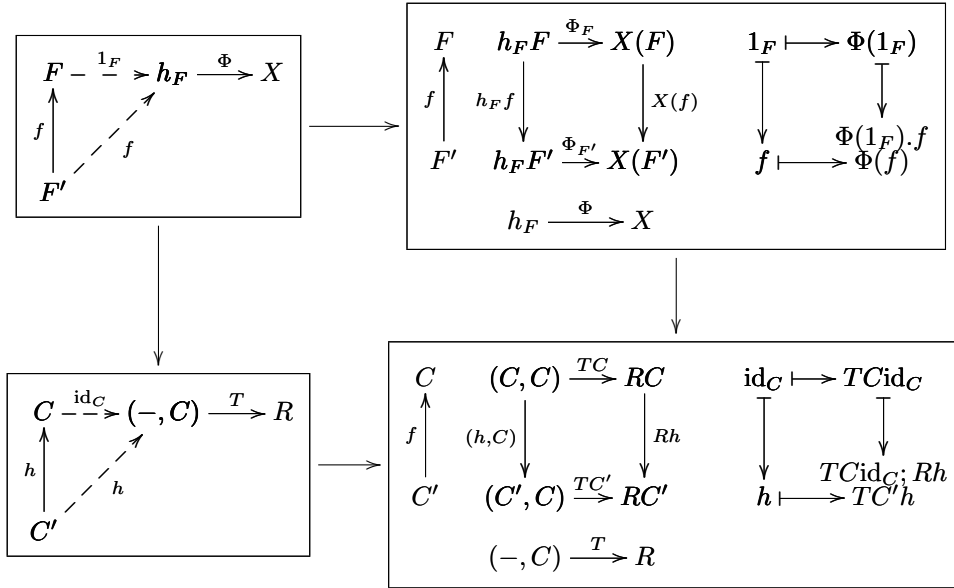 F 1_F h_F Φ X
f f
F'
F h_F F Φ_F X(F) 1_F Φ(1_F)
f h_F f X(f)
Φ(1_F).f
F' h_F F' Φ_{F'} X(F') f Φ(f)
h_F Φ X
C id_C (−,C) T R
h h
C'
C (C,C) TC RC id_C TCid_C
f (h,C) Rh
TCid_C; Rh
C' (C',C) TC' RC' h TC'h
(−,C) T R